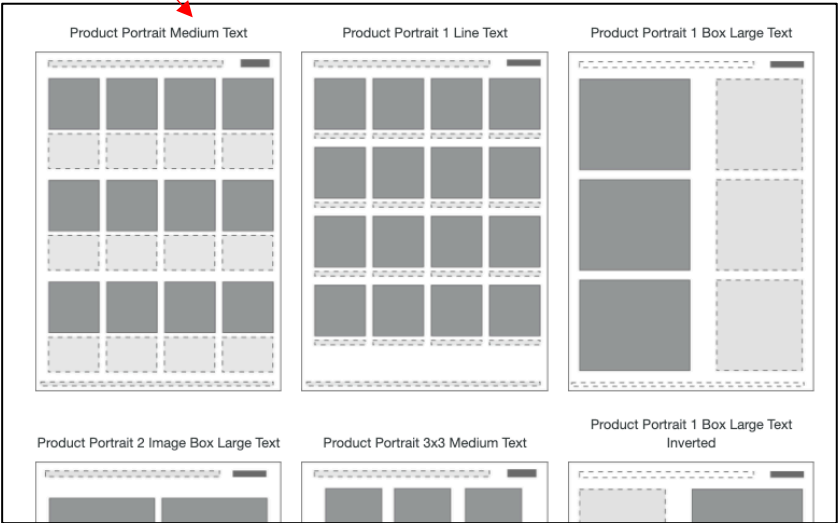 Product Portrait Medium Text
Product Portrait 1 Line Text
Product Portrait 1 Box Large Text
Product Portrait 2 Image Box Large Text
Product Portrait 3x3 Medium Text
Product Portrait 1 Box Large Text
Inverted